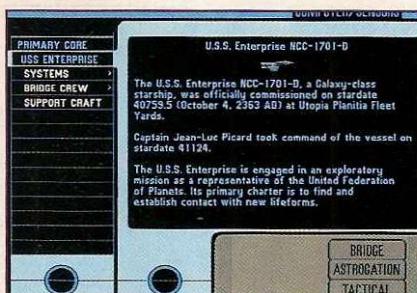 COMPUTER/SENSORS
PRIMARY CORE
USS ENTERPRISE
SYSTEMS
BRIDGE CREW
SUPPORT CRAFT
U.S.S. Enterprise NCC-1701-D
The U.S.S. Enterprise NCC-1701-D, a Galaxy-class
starship, was officially commissioned on stardate
40759.5 (October 4, 2363 AD) at Utopia Planitia Fleet
Yards.
Captain Jean-Luc Picard took command of the vessel on
stardate 41124.
The U.S.S. Enterprise is engaged in an exploratory
mission as a representative of the United Federation
of Planets. Its primary charter is to find and
establish contact with new lifeforms.
BRIDGE
ASTROGATION
TACTICAL